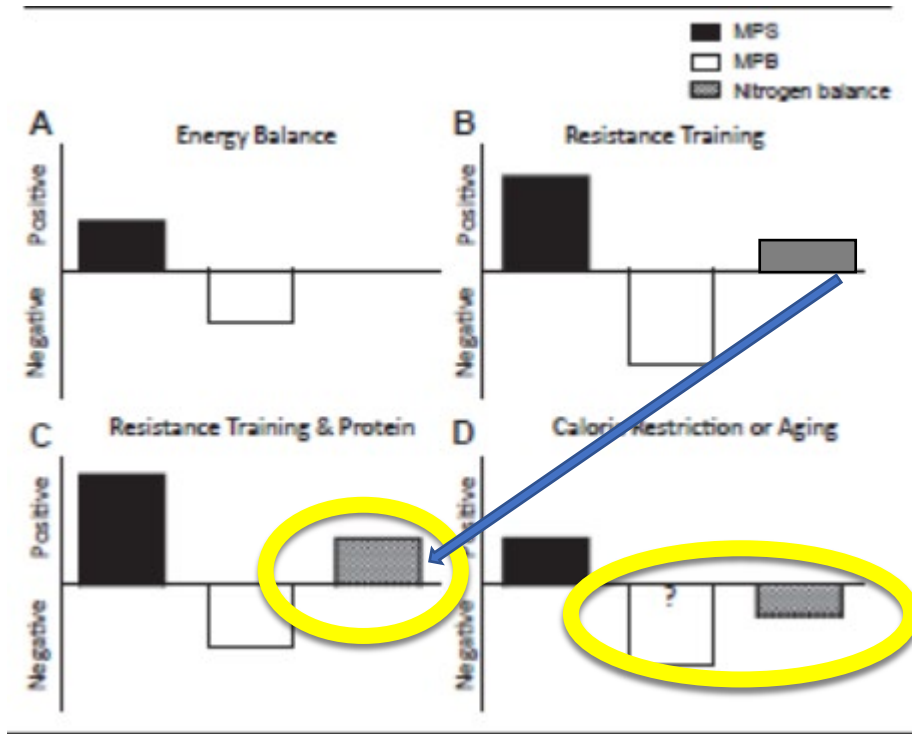 MPS
MPB
Nitrogen balance
A
Energy Balance
Positive
Negative
B
Resistance Training
Positive
Negative
C
Resistance Training & Protein
Positive
Negative
D
Caloric Restriction or Aging
Positive
Negative
?